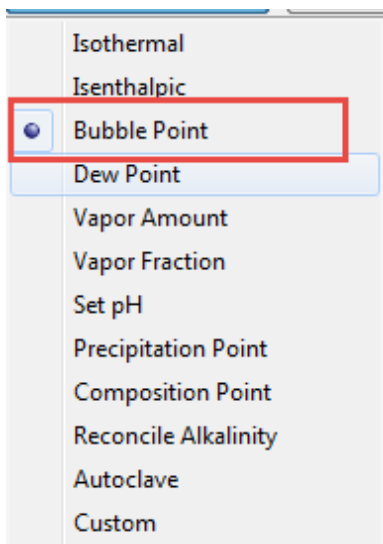 Isothermal
Isenthalpic
Bubble Point
Dew Point
Vapor Amount
Vapor Fraction
Set pH
Precipitation Point
Composition Point
Reconcile Alkalinity
Autoclave
Custom